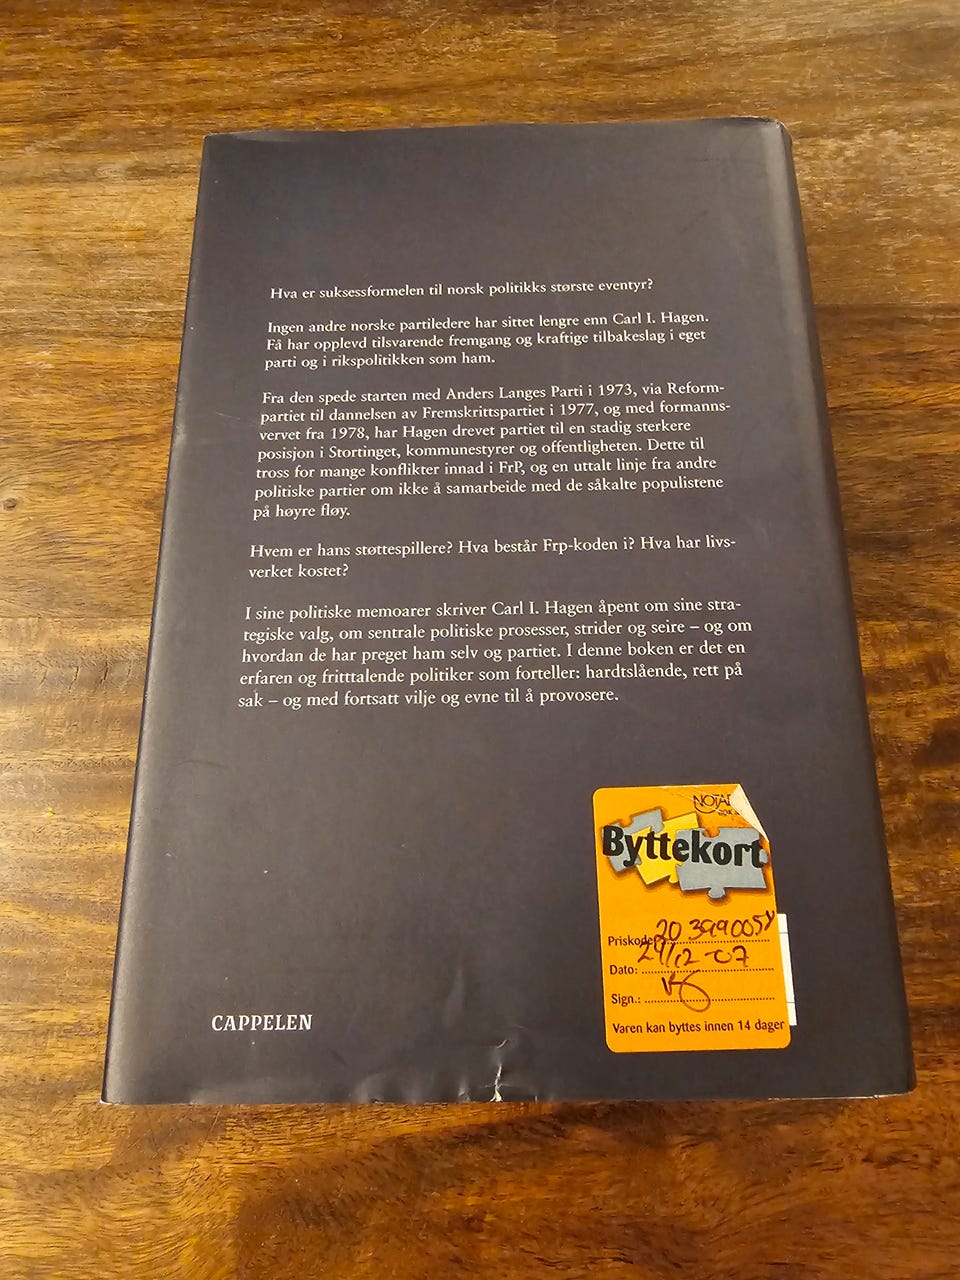 Hva er suksessformelen til norsk politikks største eventyr?
Ingen andre norske partiledere har sittet lengre enn Carl I. Hagen.
Få har opplevd tilsvarende fremgang og kraftige tilbakeslag i eget
parti og i rikspolitikken som ham.
Fra den spede starten med Anders Langes Parti i 1973, via Reform-
partiet til dannelsen av Fremskrittspartiet i 1977, og med formanns-
vervet fra 1978, har Hagen drevet partiet til en stadig sterkere
posisjon i Stortinget, kommunestyrer og offentligheten. Dette til
tross for mange konflikter innad i FrP, og en uttalt linje fra andre
politiske partier om ikke å samarbeide med de såkalte populistene
på høyre fløy.
Hvem er hans støttespillere? Hva består Frp-koden i? Hva har livs-
verket kostet?
I sine politiske memoarer skriver Carl I. Hagen åpent om sine stra-
tegiske valg, om sentrale politiske prosesser, strider og seire – og om
hvordan de har preget ham selv og partiet. I denne boken er det en
erfaren og fritttalende politiker som forteller: hardtslående, rett på
sak – og med fortsatt vilje og evne til å provosere.
Byttekort
Priskode:
Dato: 29/12-07
Sign.:
Varen kan byttes innen 14 dager
CAPPELEN